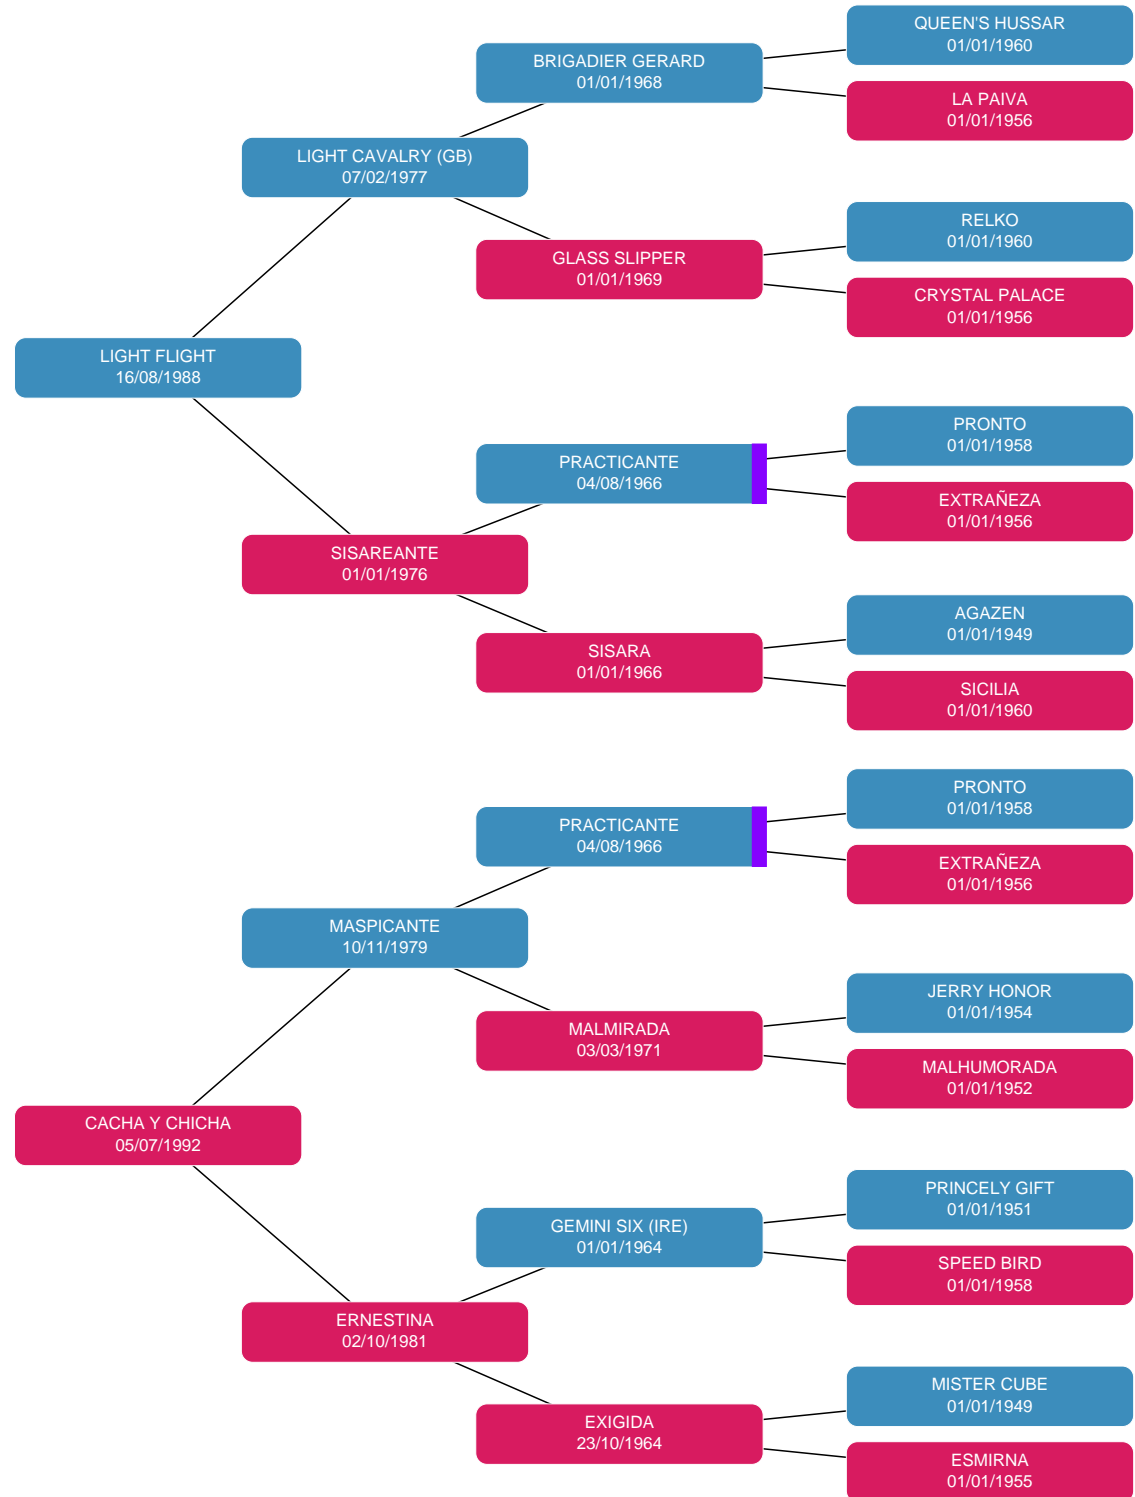 QUEEN'S HUSSAR
01/01/1960
BRIGADIER GERARD
01/01/1968
LA PAIVA
01/01/1956
LIGHT CAVALRY (GB)
07/02/1977
RELKO
01/01/1960
GLASS SLIPPER
01/01/1969
CRYSTAL PALACE
01/01/1956
LIGHT FLIGHT
16/08/1988
PRONTO
01/01/1958
PRACTICANTE
04/08/1966
EXTRAÑEZA
01/01/1956
SISAREANTE
01/01/1976
AGAZEN
01/01/1949
SISARA
01/01/1966
SICILIA
01/01/1960
PRONTO
01/01/1958
PRACTICANTE
04/08/1966
EXTRAÑEZA
01/01/1956
MASPICANTE
10/11/1979
JERRY HONOR
01/01/1954
MALMIRADA
03/03/1971
MALHUMORADA
01/01/1952
CACHA Y CHICHA
05/07/1992
PRINCELY GIFT
01/01/1951
GEMINI SIX (IRE)
01/01/1964
SPEED BIRD
01/01/1958
ERNESTINA
02/10/1981
MISTER CUBE
01/01/1949
EXIGIDA
23/10/1964
ESMIRNA
01/01/1955